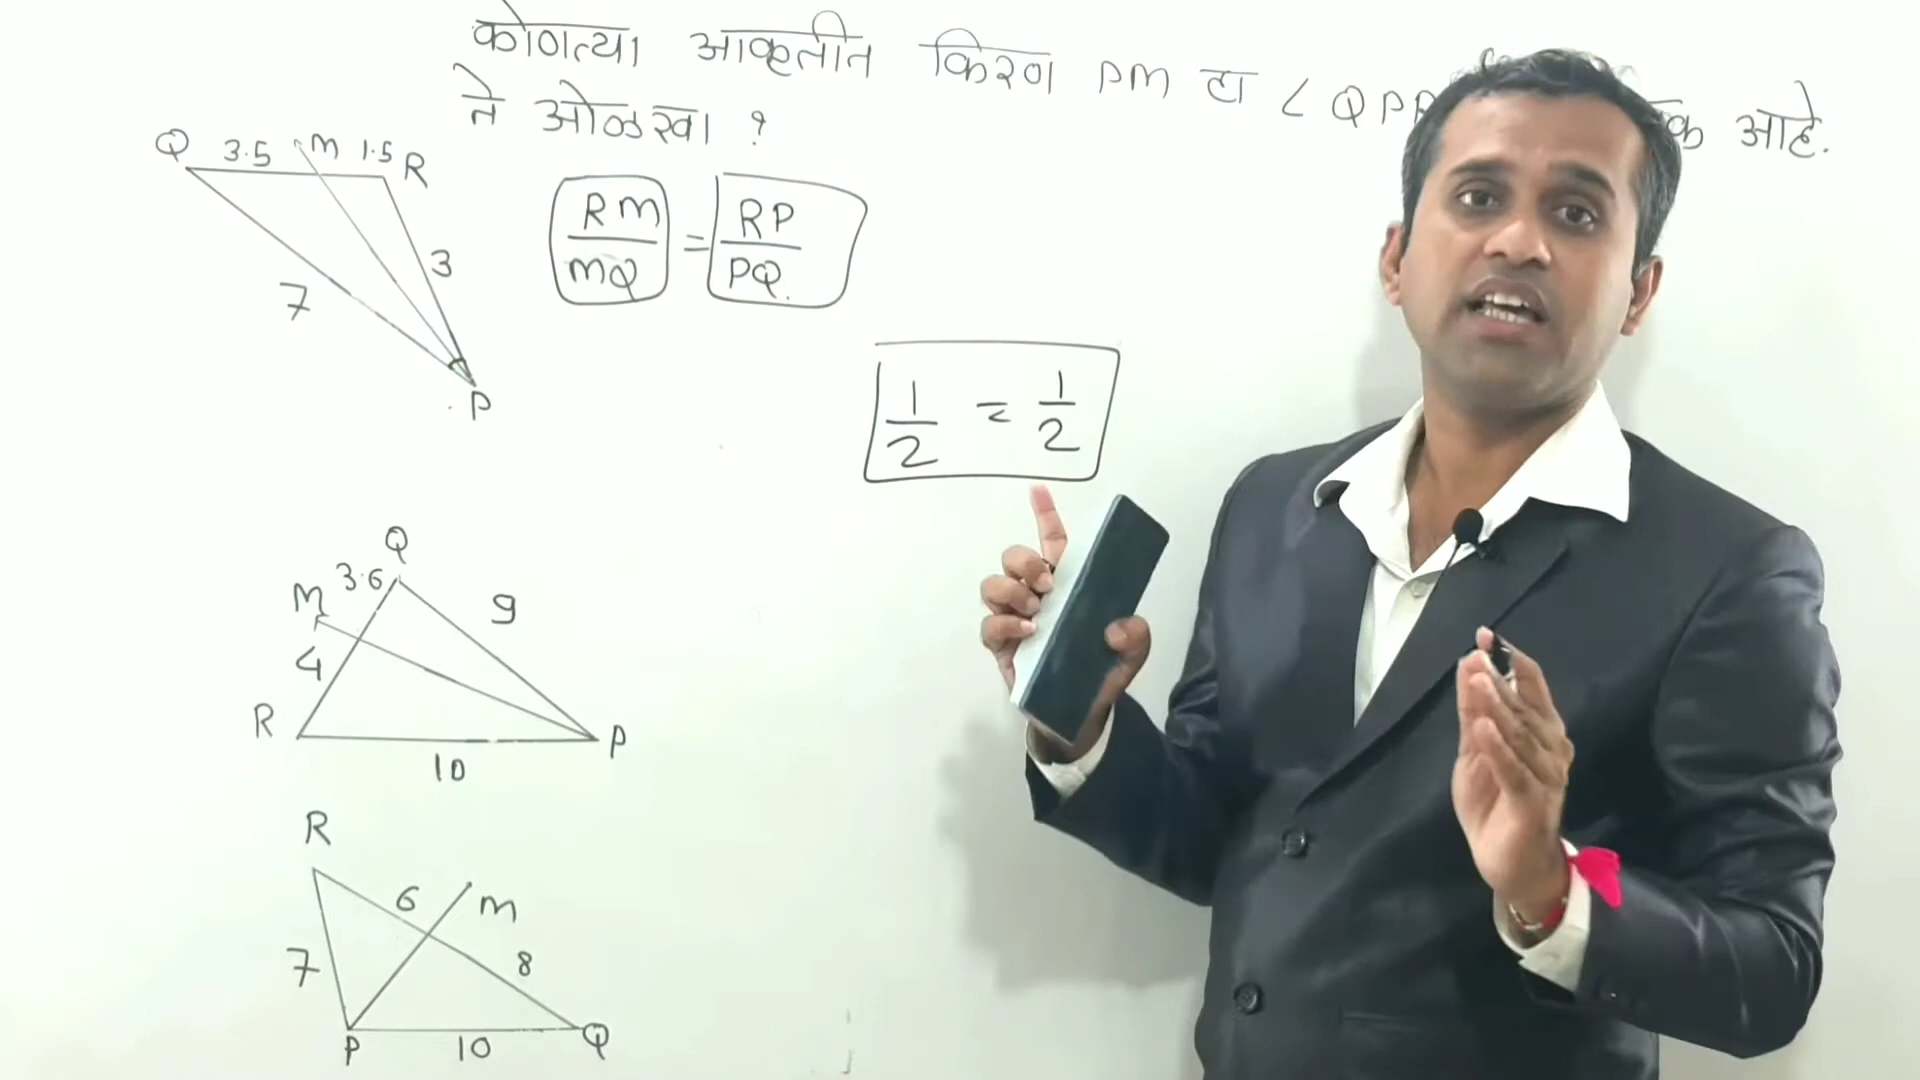 कोणत्या आकृतीत किरण PM हा ∠QP आहे.
ते ओळखा ?
Q 3.5 M 1.5 R
7
3
P
RM/MQ = RP/PQ.
1/2 = 1/2
Q
M 3.6
9
4
R
P
10
R
6
M
7
8
P
10
Q